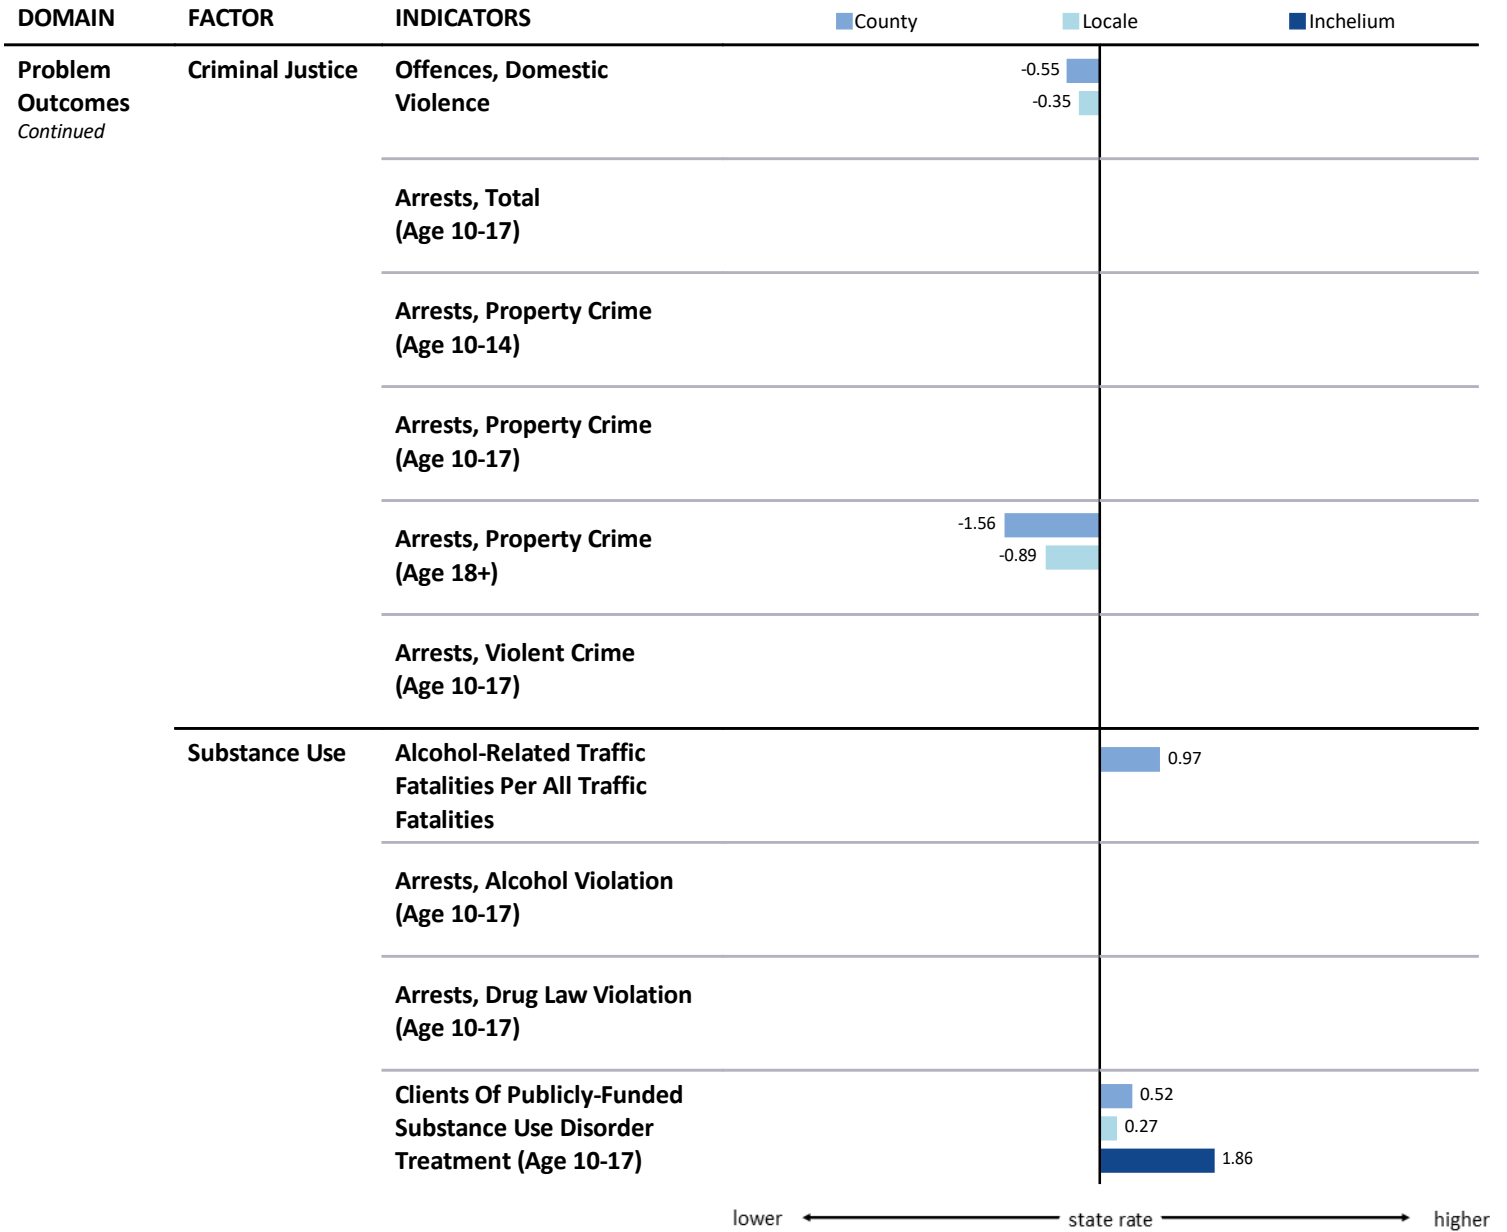 DOMAIN FACTOR INDICATORS County Locale Inchelium
Problem Outcomes Continued
Criminal Justice
Offences, Domestic
Violence
-0.55
-0.35
Arrests, Total
(Age 10-17)
Arrests, Property Crime
(Age 10-14)
Arrests, Property Crime
(Age 10-17)
Arrests, Property Crime
(Age 18+)
-1.56
-0.89
Arrests, Violent Crime
(Age 10-17)
Substance Use
Alcohol-Related Traffic
Fatalities Per All Traffic
Fatalities
0.97
Arrests, Alcohol Violation
(Age 10-17)
Arrests, Drug Law Violation
(Age 10-17)
Clients Of Publicly-Funded
Substance Use Disorder
Treatment (Age 10-17)
0.52
0.27
1.86
lower state rate higher